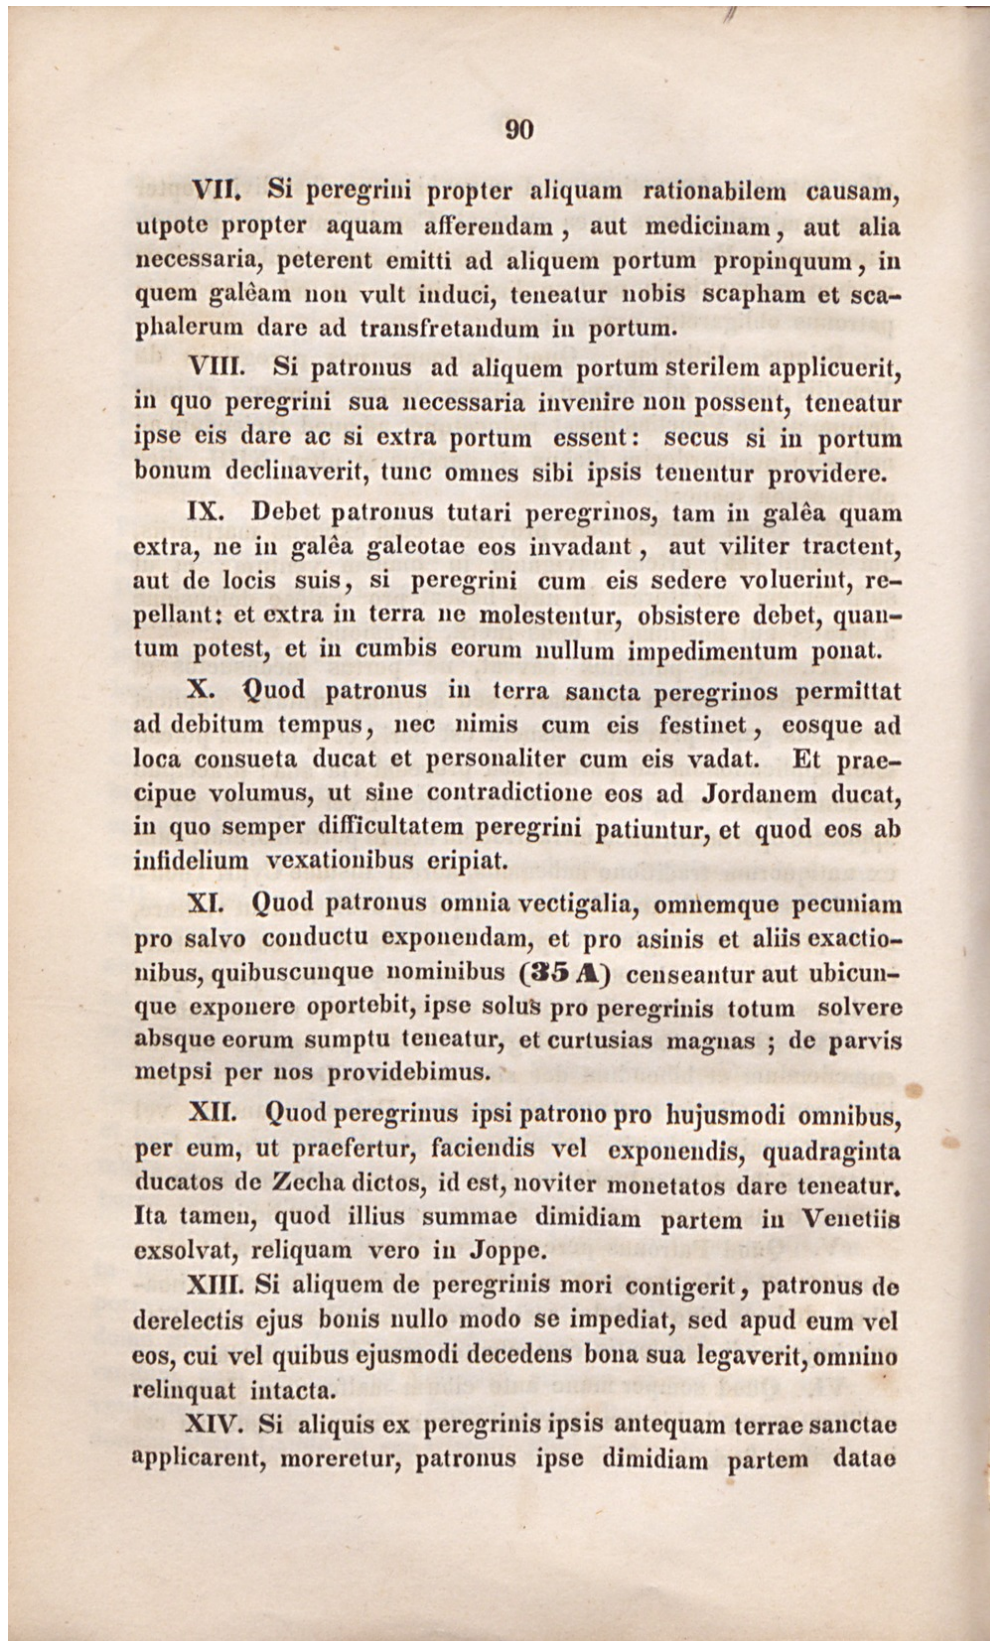 90
VII. Si peregrini propter aliquam rationabilem causam,
utpote propter aquam afferendam, aut medicinam, aut alia
necessaria, peterent emitti ad aliquem portum propinquum, in
quem galêam non vult induci, teneatur nobis scapham et sca-
phalerum dare ad transfretandum in portum.
VIII. Si patronus ad aliquem portum sterilem applicuerit,
in quo peregrini sua necessaria invenire non possent, teneatur
ipse eis dare ac si extra portum essent: secus si in portum
bonum declinaverit, tunc omnes sibi ipsis tenentur providere.
IX. Debet patronus tutari peregrinos, tam in galêa quam
extra, ne in galêa galeotae eos invadant, aut viliter tractent,
aut de locis suis, si peregrini cum eis sedere voluerint, re-
pellant: et extra in terra ne molestentur, obsistere debet, quan-
tum potest, et in cumbis eorum nullum impedimentum ponat.
X. Quod patronus in terra sancta peregrinos permittat
ad debitum tempus, nec nimis cum eis festinet, eosque ad
loca consueta ducat et personaliter cum eis vadat. Et prae-
cipue volumus, ut sine contradictione eos ad Jordanem ducat,
in quo semper difficultatem peregrini patiuntur, et quod eos ab
infidelium vexationibus eripiat.
XI. Quod patronus omnia vectigalia, omnemque pecuniam
pro salvo conductu exponendam, et pro asinis et aliis exactio-
nibus, quibuscunque nominibus (35 A) censeantur aut ubicun-
que exponere oportebit, ipse solus pro peregrinis totum solvere
absque eorum sumptu teneatur, et curtusias magnas ; de parvis
metpsi per nos providebimus.
XII. Quod peregrinus ipsi patrono pro hujusmodi omnibus,
per eum, ut praefertur, faciendis vel exponendis, quadraginta
ducatos de Zecha dictos, id est, noviter monetatos dare teneatur.
Ita tamen, quod illius summae dimidiam partem in Venetiis
exsolvat, reliquam vero in Joppe.
XIII. Si aliquem de peregrinis mori contigerit, patronus de
derelectis ejus bonis nullo modo se impediat, sed apud eum vel
eos, cui vel quibus ejusmodi decedens bona sua legaverit, omnino
relinquat intacta.
XIV. Si aliquis ex peregrinis ipsis antequam terrae sanctae
applicarent, moreretur, patronus ipse dimidiam partem datae